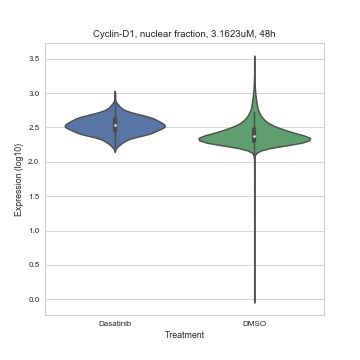 Cyclin-D1, nuclear fraction, 3.1623uM, 48h
3.5
3.0
2.5
2.0
1.5
1.0
0.5
0.0
Expression (log10)
Dasatinib DMSO
Treatment